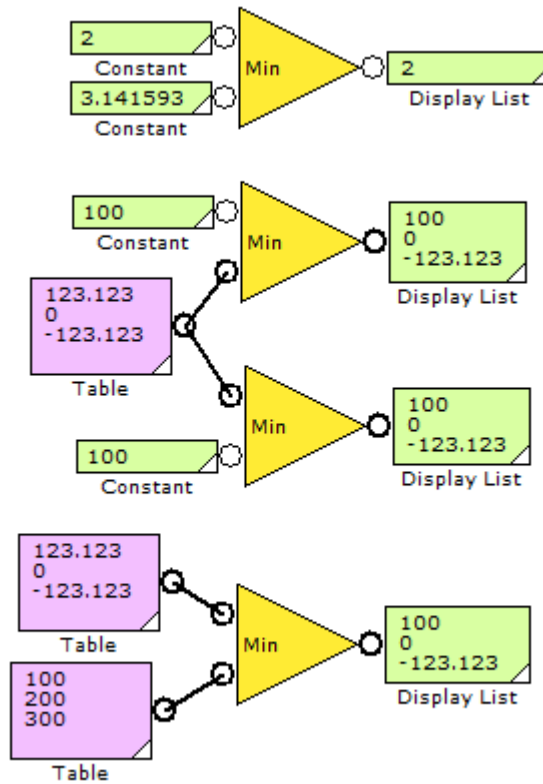 2
Constant
3.141593
Constant
Min
2
Display List
100
Constant
Min
100
0
-123.123
Display List
123.123
0
-123.123
Table
100
Constant
Min
100
0
-123.123
Display List
123.123
0
-123.123
Table
100
200
300
Table
Min
100
0
-123.123
Display List